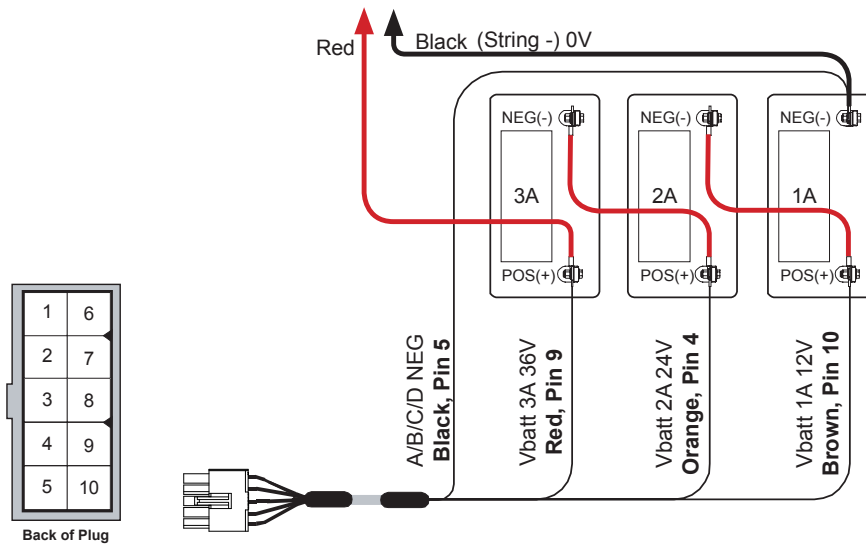 Red
Black (String -) 0V
NEG(-)
NEG(-)
NEG(-)
3A
2A
1A
POS(+)
POS(+)
POS(+)
A/B/C/D NEG
Black, Pin 5
Vbatt 3A 36V
Red, Pin 9
Vbatt 2A 24V
Orange, Pin 4
Vbatt 1A 12V
Brown, Pin 10
1 6
2 7
3 8
4 9
5 10
Back of Plug